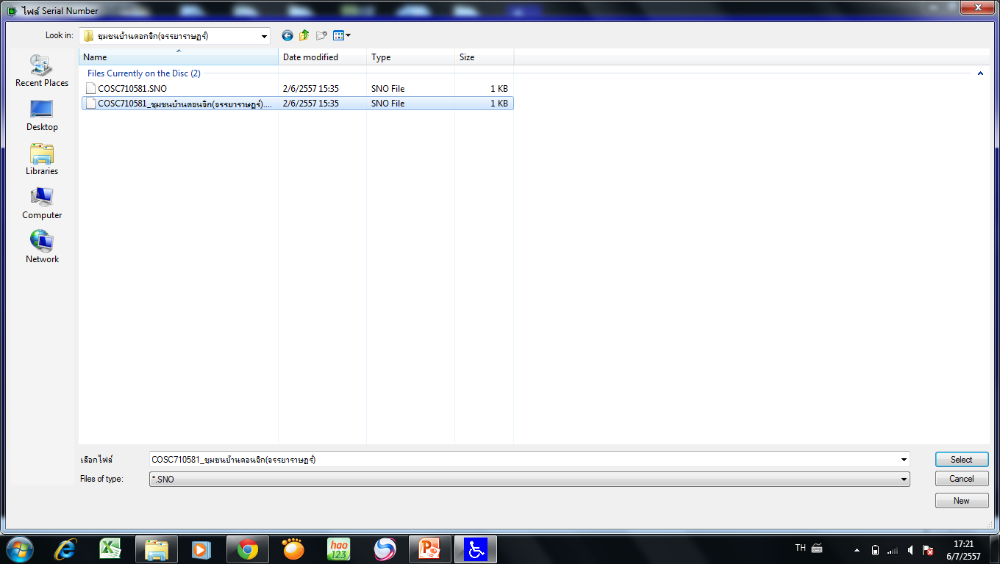 ไฟล์ Serial Number
Look in: ชุมชนบ้านดอกจิก(จรรยาราษฎร์)
Name Date modified Type Size
Files Currently on the Disc (2)
COSC710581.SNO 2/6/2557 15:35 SNO File 1 KB
COSC710581_ชุมชนบ้านดอนจิก(จรรยาราษฎร์).... 2/6/2557 15:35 SNO File 1 KB
Recent Places
Desktop
Libraries
Computer
Network
เลือกไฟล์ COSC710581_ชุมชนบ้านดอนจิก(จรรยาราษฎร์) Select
Files of type: *.SNO Cancel
New
hao
123
TH
17:21
6/7/2557